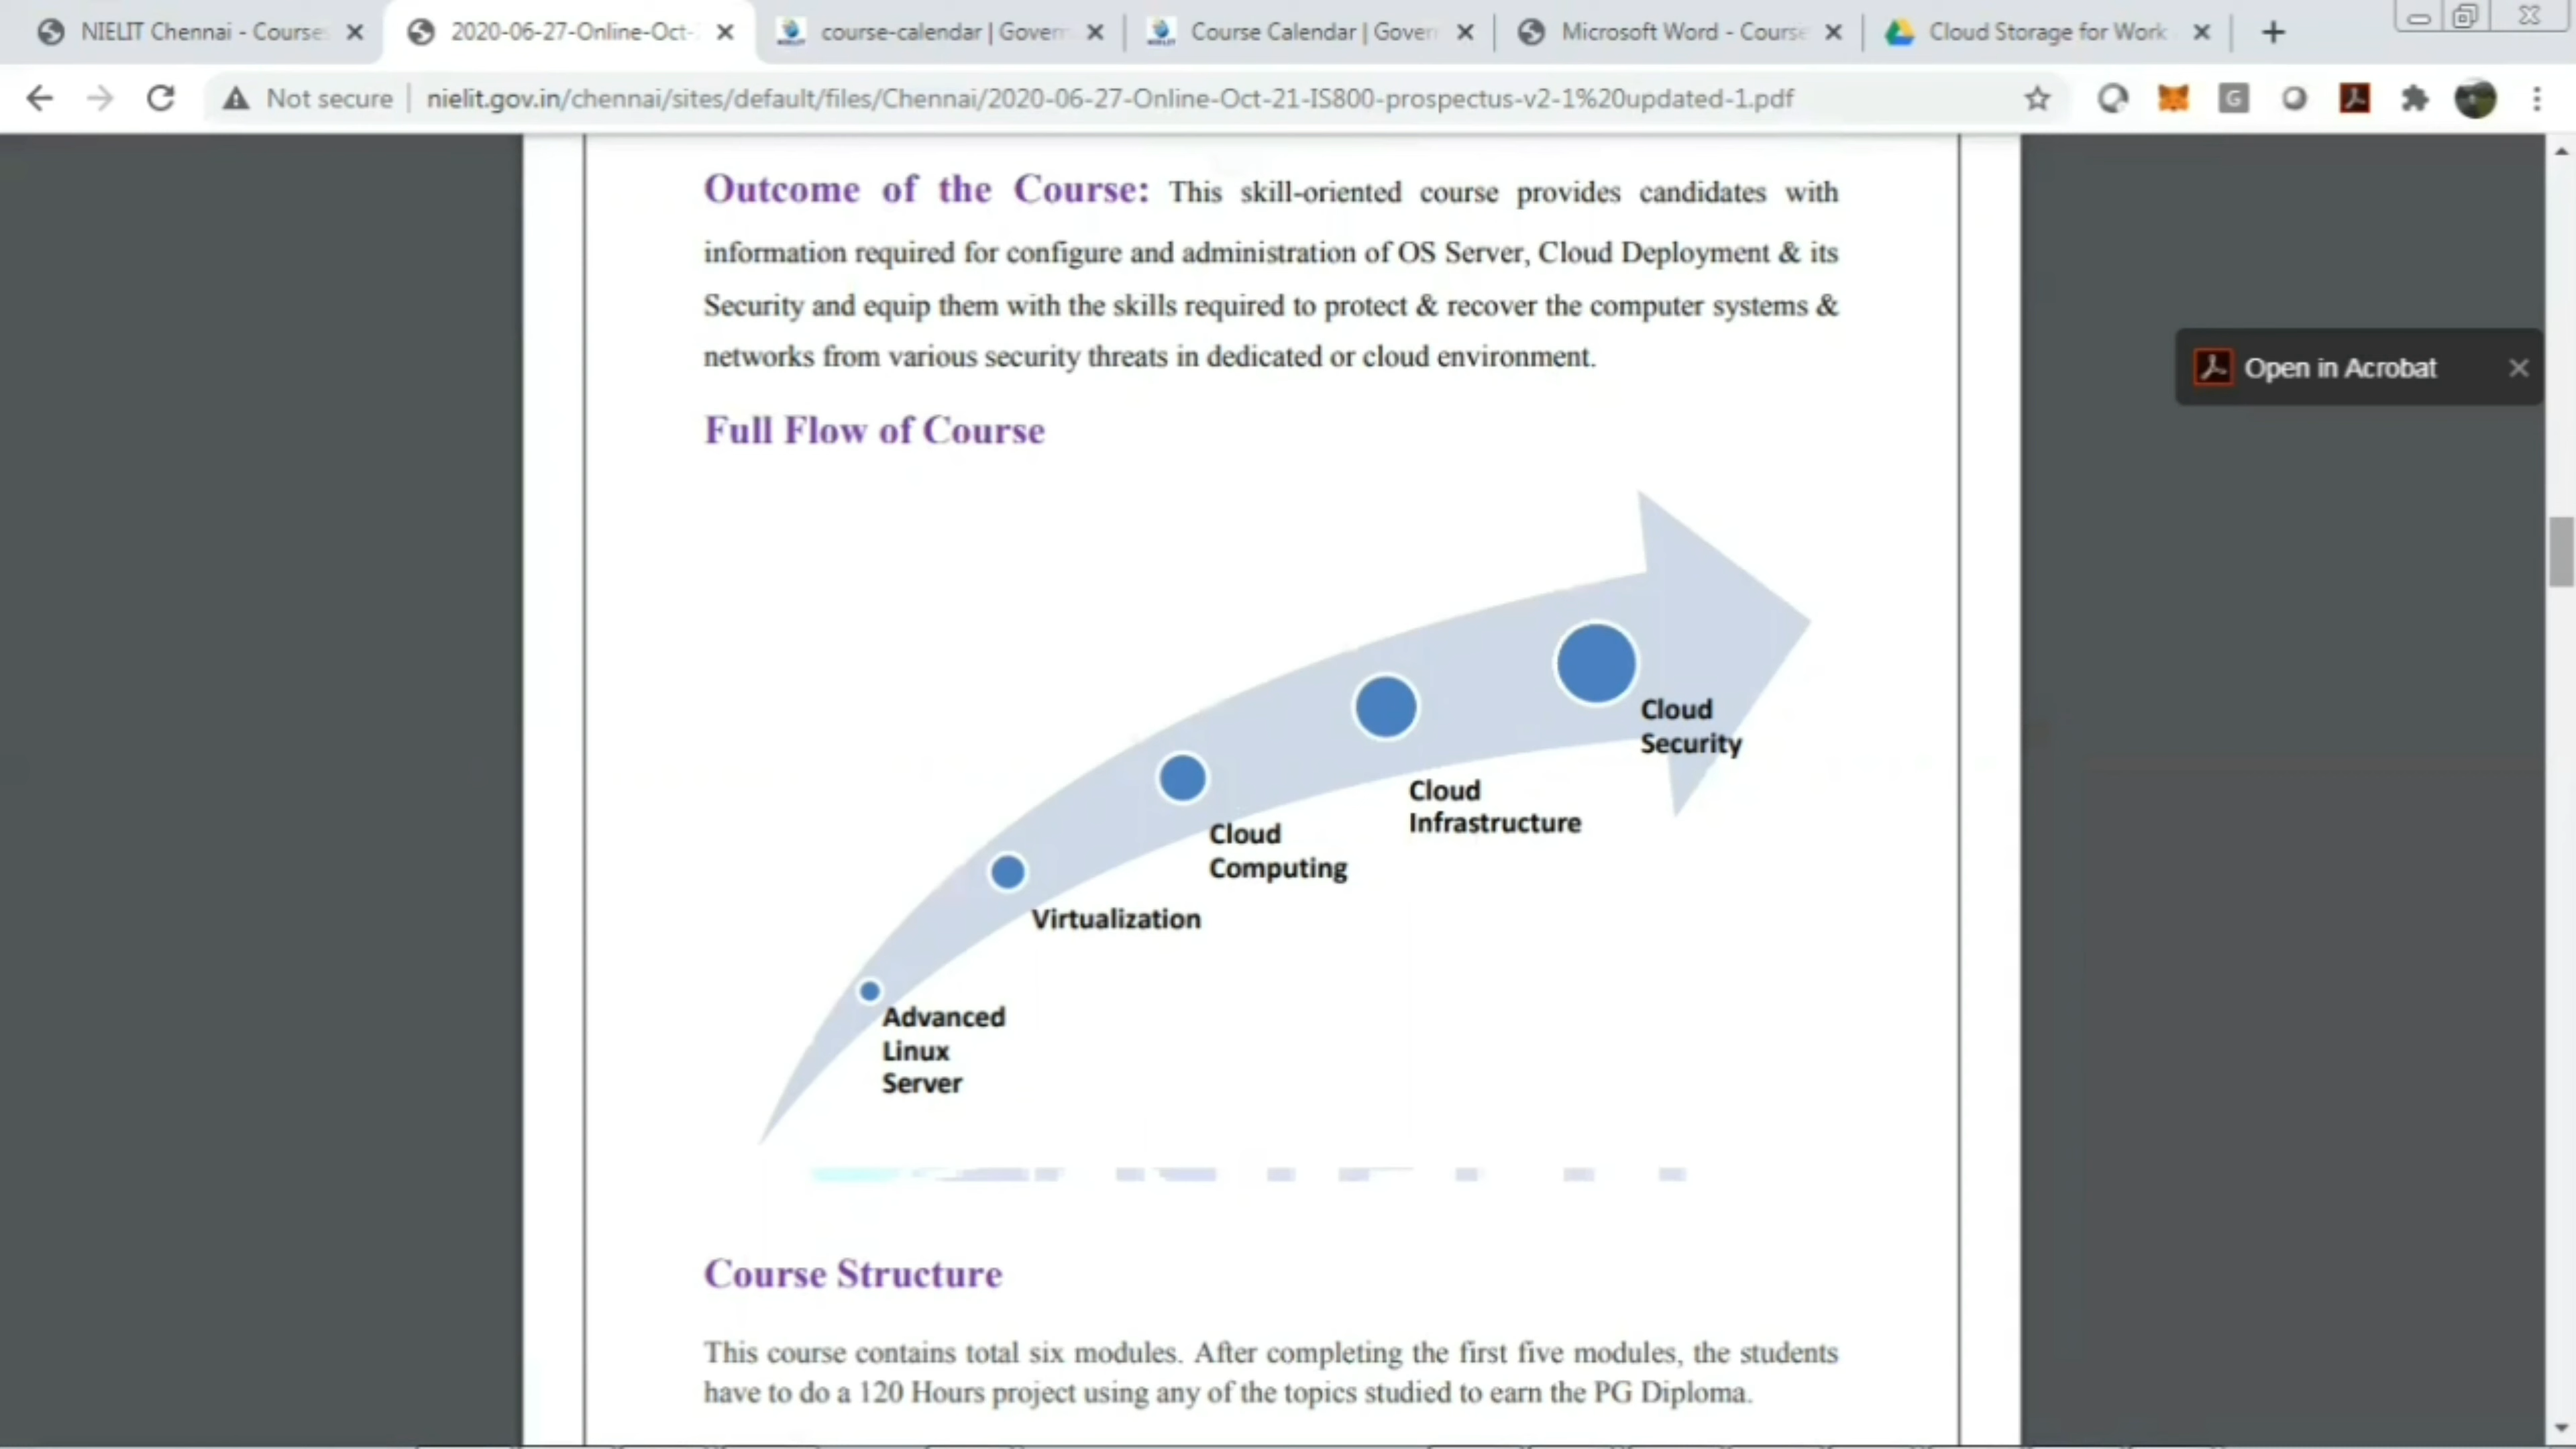 NIELIT Chennai - Course
2020-06-27-Online-Oct-
course-calendar | Govern
Course Calendar | Gover
Microsoft Word - Course
Cloud Storage for Work
Not secure
nielit.gov.in/chennai/sites/default/files/Chennai/2020-06-27-Online-Oct-21-IS800-prospectus-v2-1%20updated-1.pdf
Outcome of the Course: This skill-oriented course provides candidates with
information required for configure and administration of OS Server, Cloud Deployment & its
Security and equip them with the skills required to protect & recover the computer systems &
networks from various security threats in dedicated or cloud environment.
Open in Acrobat
Full Flow of Course
Cloud
Security
Cloud
Infrastructure
Cloud
Computing
Virtualization
Advanced
Linux
Server
Course Structure
This course contains total six modules. After completing the first five modules, the students
have to do a 120 Hours project using any of the topics studied to earn the PG Diploma.